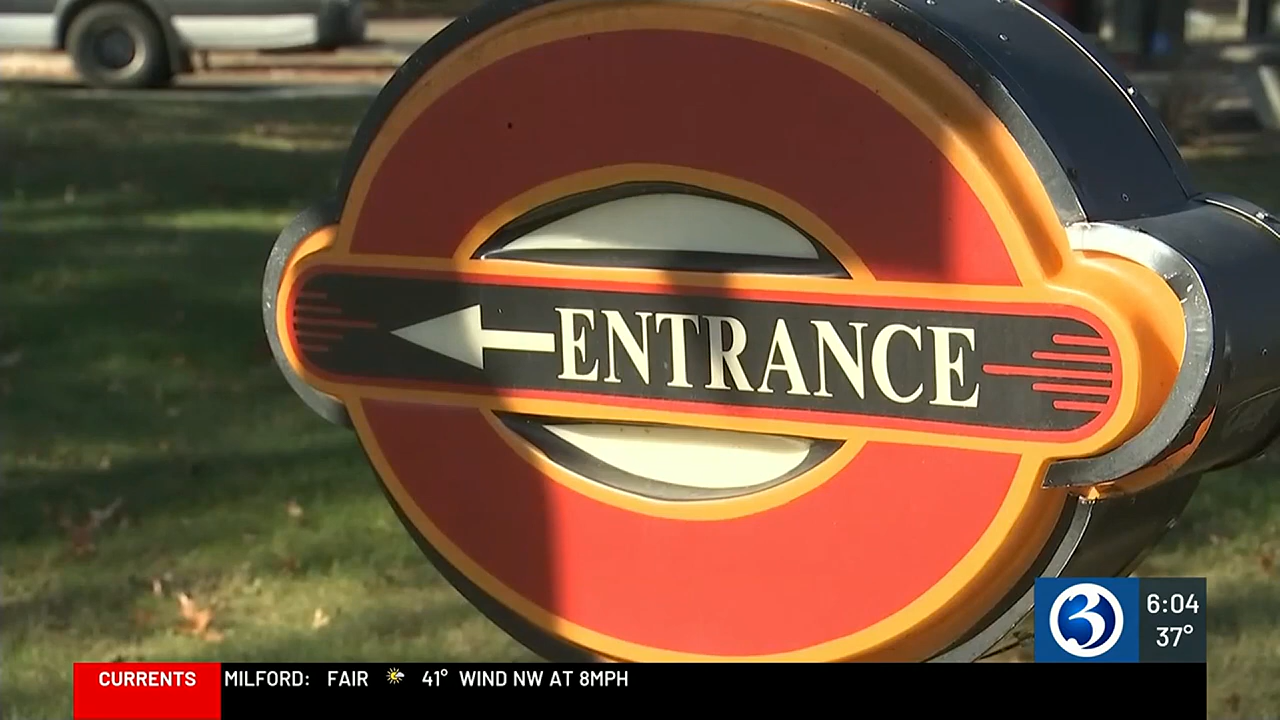 ENTRANCE
3
6:04
37°
CURRENTS
MILFORD: FAIR 41° WIND NW AT 8MPH